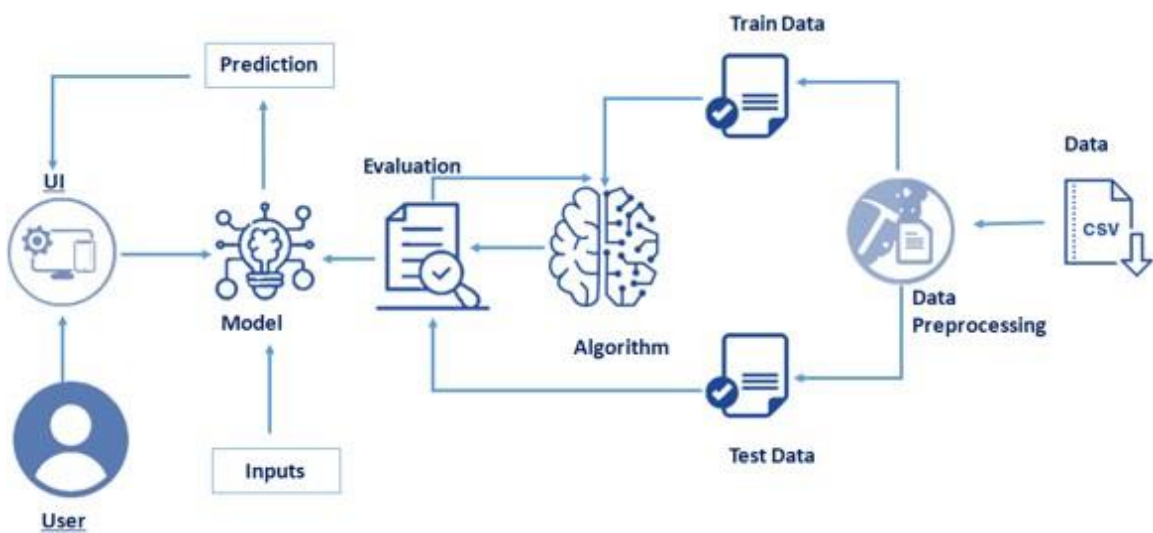 Train Data
Prediction
Data
Evaluation
UI
CSV
Model
Data
Preprocessing
Algorithm
Inputs
Test Data
User